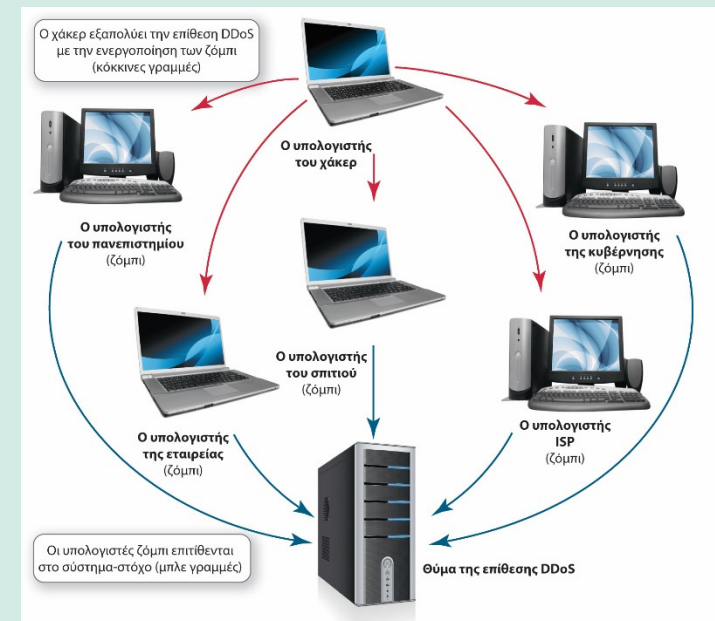 Ο χάκερ εξαπολύει την επίθεση DDoS
με την ενεργοποίηση των ζόμπι
(κόκκινες γραμμές)
Ο υπολογιστής
του χάκερ
Ο υπολογιστής
του πανεπιστημίου
(ζόμπι)
Ο υπολογιστής
της κυβέρνησης
(ζόμπι)
Ο υπολογιστής
του σπιτιού
(ζόμπι)
Ο υπολογιστής
της εταιρείας
(ζόμπι)
Ο υπολογιστής
ISP
(ζόμπι)
Οι υπολογιστές ζόμπι επιτίθενται
στο σύστημα-στόχο (μπλε γραμμές)
Θύμα της επίθεσης DDoS